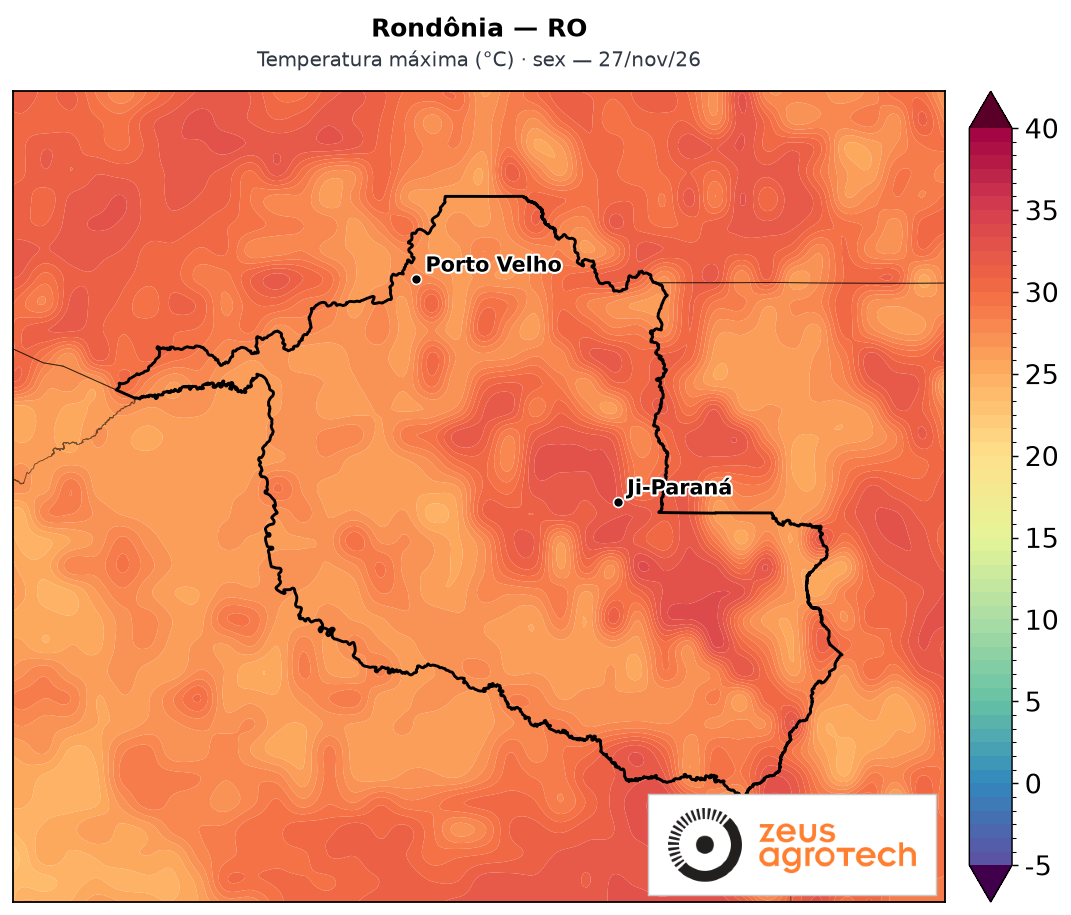 Rondônia — RO
Temperatura máxima (°C) · sex — 27/nov/26
Porto Velho
Ji-Paraná
40
35
30
25
20
15
10
5
0
-5
zeus
agrotech